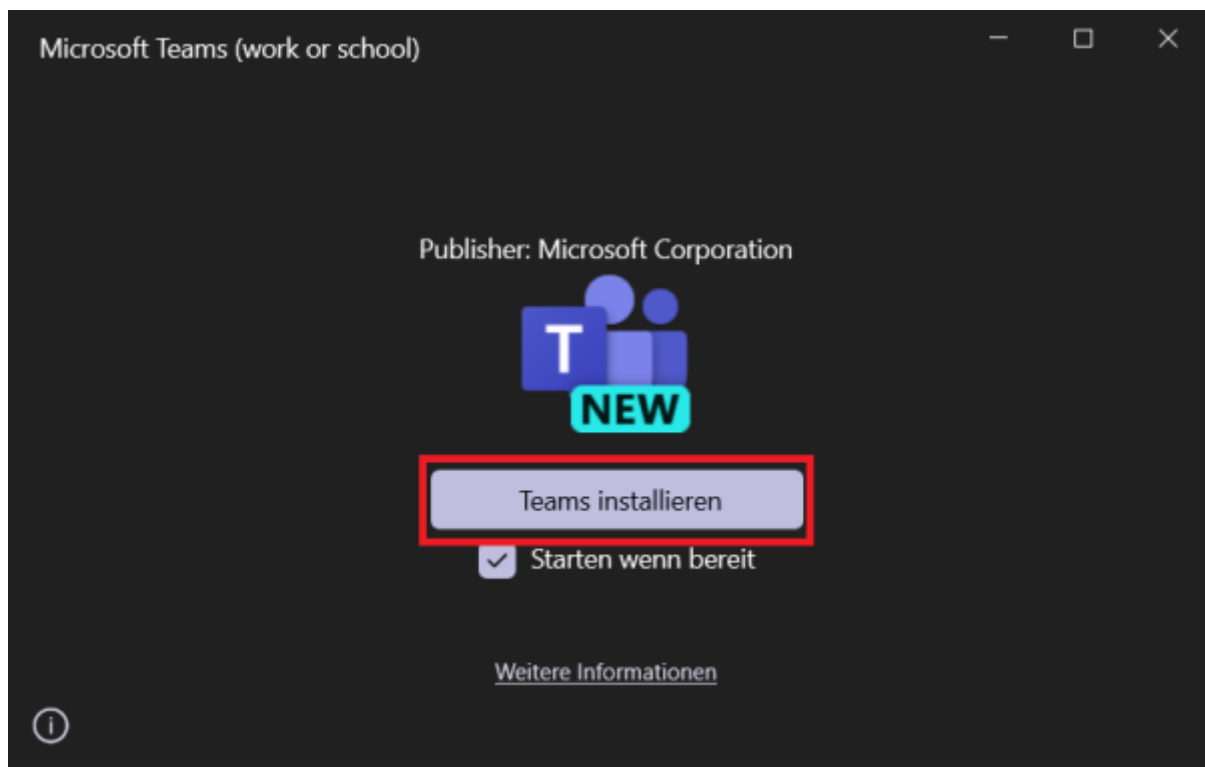 Microsoft Teams (work or school)
Publisher: Microsoft Corporation
T
NEW
Teams installieren
Starten wenn bereit
Weitere Informationen